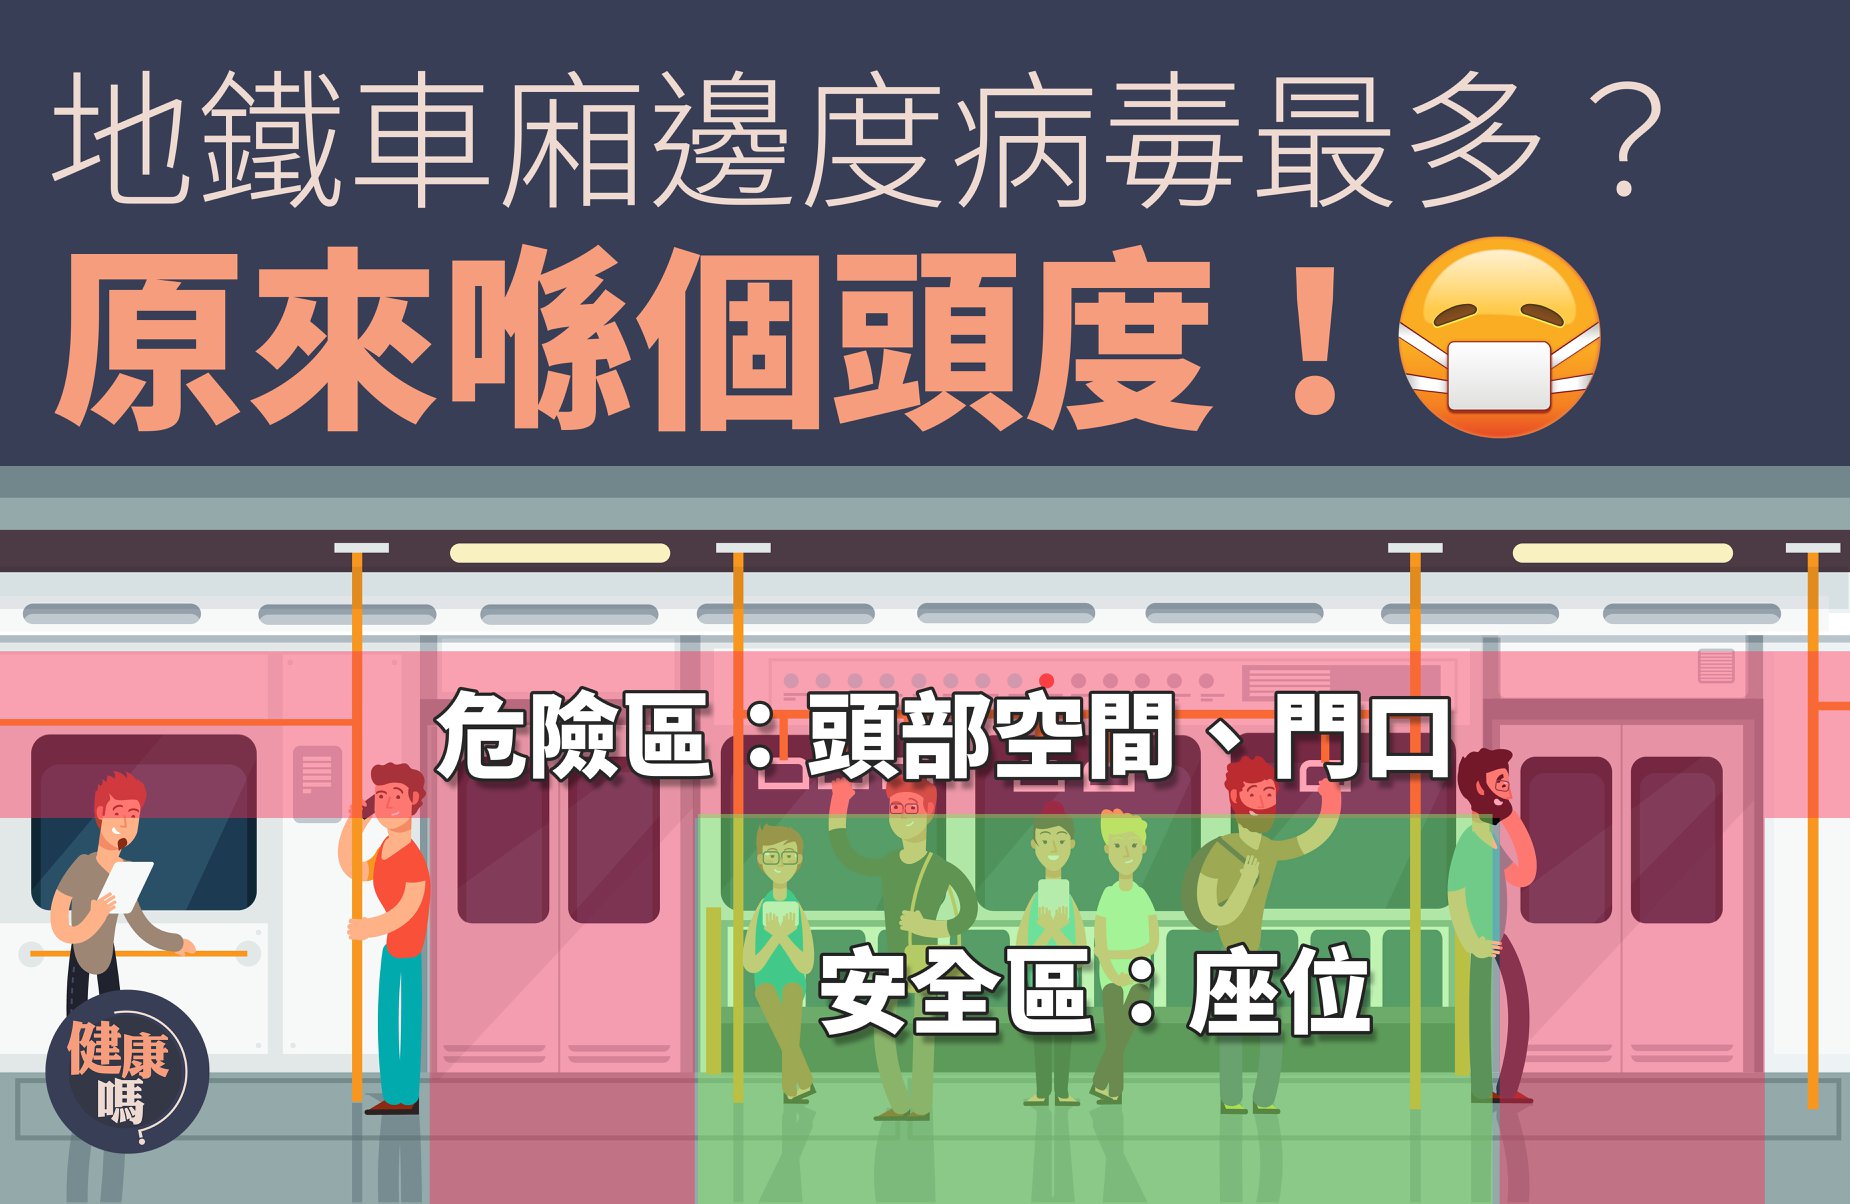 地鐵車廂邊度病毒最多？
原來喺個頭度！
危險區：頭部空間、門口
安全區：座位
健康
嗎